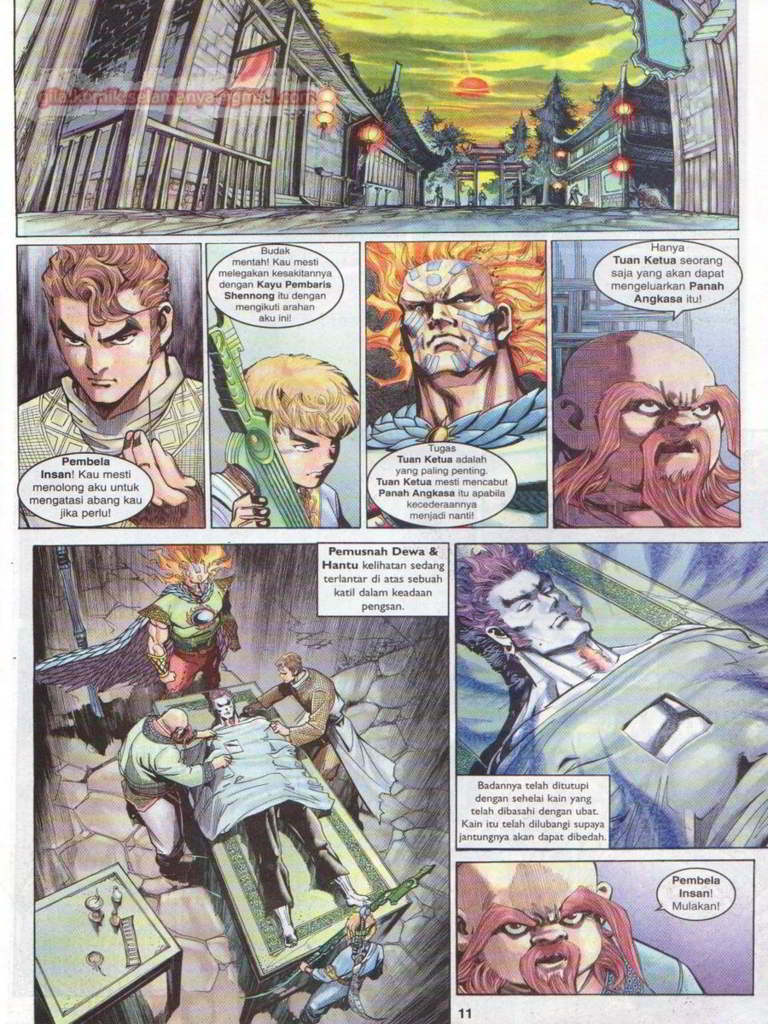 gila.komik.selamanya@gmail.com
Pembela
Insan! Kau mesti
menolong aku untuk
mengatasi abang kau
jika perlu!
Budak
mentah! Kau mesti
melegakan kesakitannya
dengan Kayu Pembaris
Shennong itu dengan
mengikuti arahan
aku ini!
Tugas
Tuan Ketua adalah
yang paling penting.
Tuan Ketua mesti mencabut
Panah Angkasa itu apabila
kecederaannya
menjadi nanti!
Hanya
Tuan Ketua seorang
saja yang akan dapat
mengeluarkan Panah
Angkasa itu!
Pemusnah Dewa &
Hantu kelihatan sedang
terlantar di atas sebuah
katil dalam keadaan
pengsan.
Badannya telah ditutupi
dengan sehelai kain yang
telah dibasahi dengan ubat.
Kain itu telah dilubangi supaya
jantungnya akan dapat dibedah.
Pembela
Insan!
Mulakan!
11